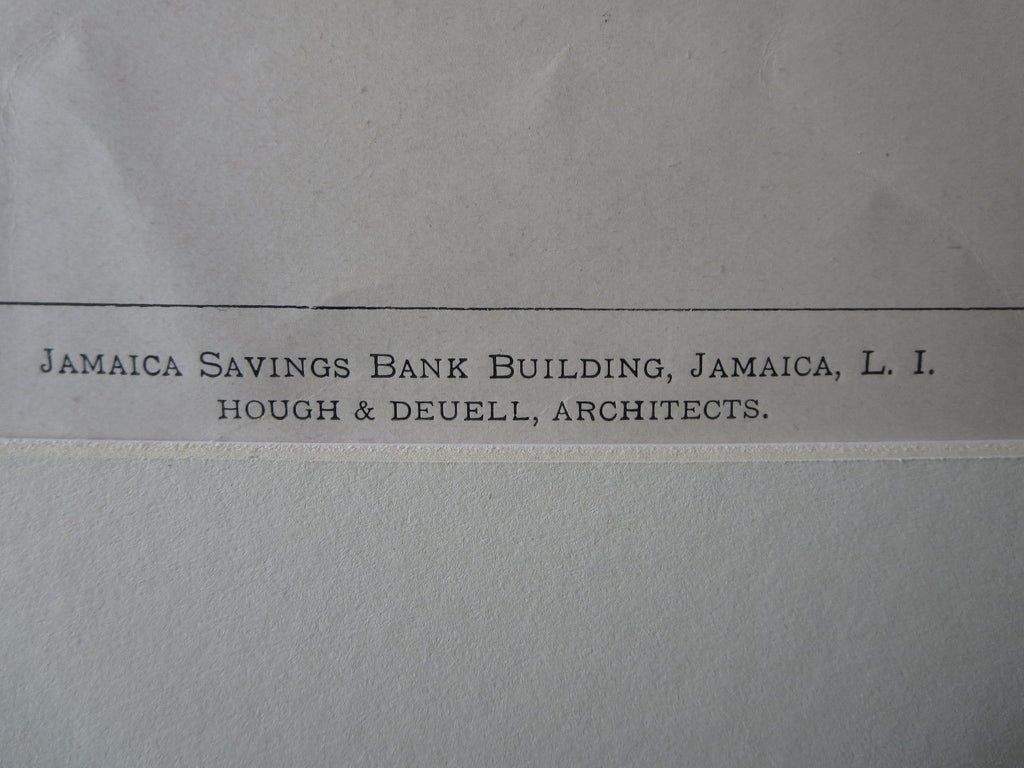 Jamaica Savings Bank Building, Jamaica, L. I.
HOUGH & DEUELL, ARCHITECTS.